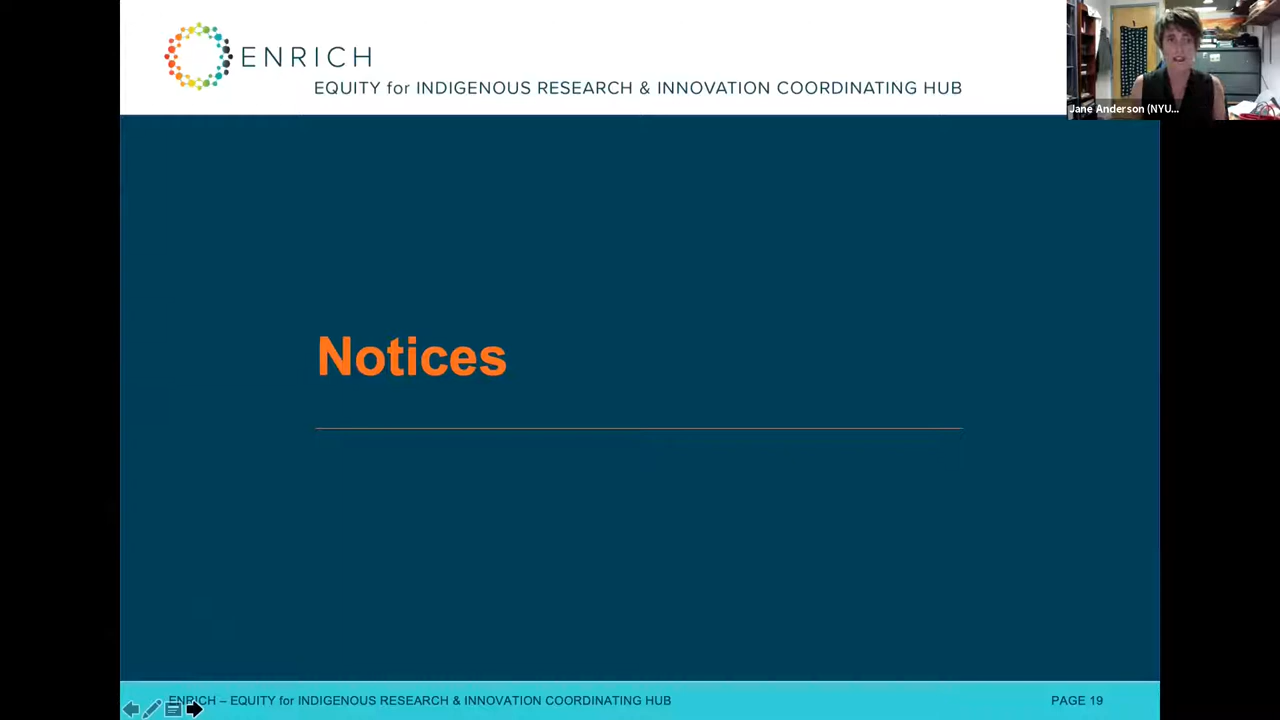 ENRICH
EQUITY for INDIGENOUS RESEARCH & INNOVATION COORDINATING HUB
Jane Anderson (NYU...
Notices
ENRICH – EQUITY for INDIGENOUS RESEARCH & INNOVATION COORDINATING HUB
PAGE 19